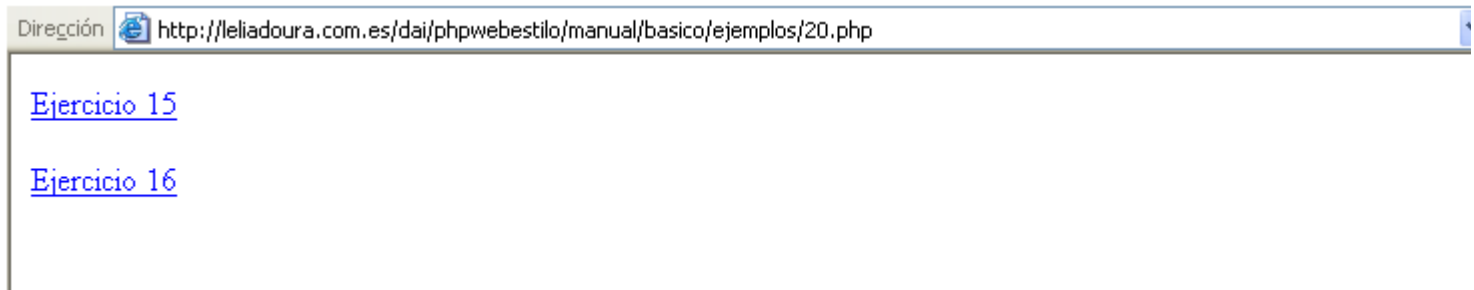 Dirección http://leliadoura.com.es/dai/phpwebestilo/manual/basico/ejemplos/20.php
Ejercicio 15
Ejercicio 16